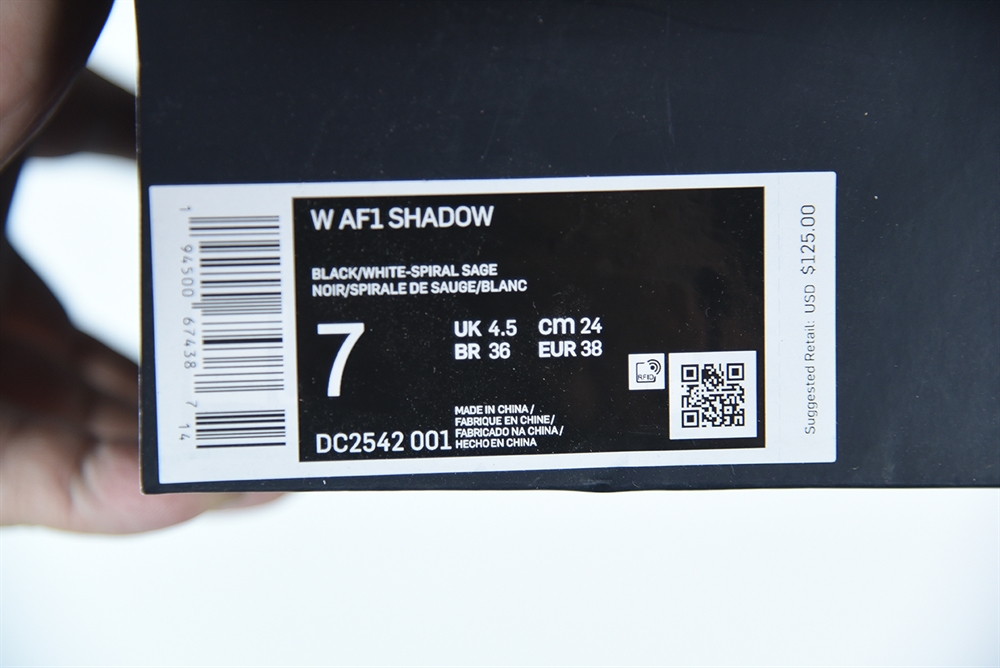 W AF1 SHADOW
BLACK/WHITE-SPIRAL SAGE
NOIR/SPIRALE DE SAUGE/BLANC
7
UK 4.5 cm 24
BR 36 EUR 38
RFID
DC2542 001
MADE IN CHINA /
FABRIQUE EN CHINE/
FABRICADO NA CHINA/
HECHO EN CHINA
1 94500 67438 7 14
Suggested Retail: USD $125.00